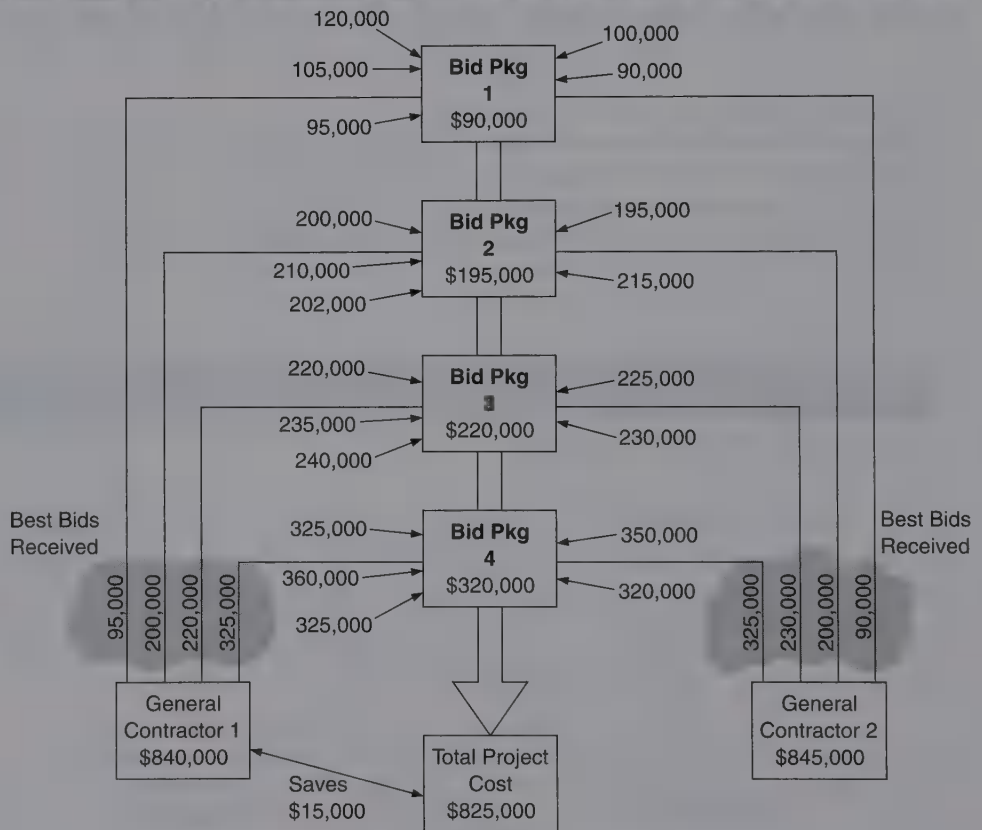 120,000
105,000
95,000
Bid Pkg
1
$90,000
100,000
90,000
200,000
210,000
202,000
Bid Pkg
2
$195,000
195,000
215,000
220,000
235,000
240,000
Bid Pkg
3
$220,000
225,000
230,000
325,000
360,000
325,000
Bid Pkg
4
$320,000
350,000
320,000
Best Bids
Received
95,000
200,000
220,000
325,000
Best Bids
Received
325,000
230,000
200,000
90,000
General
Contractor 1
$840,000
Saves
$15,000
Total Project
Cost
$825,000
General
Contractor 2
$845,000